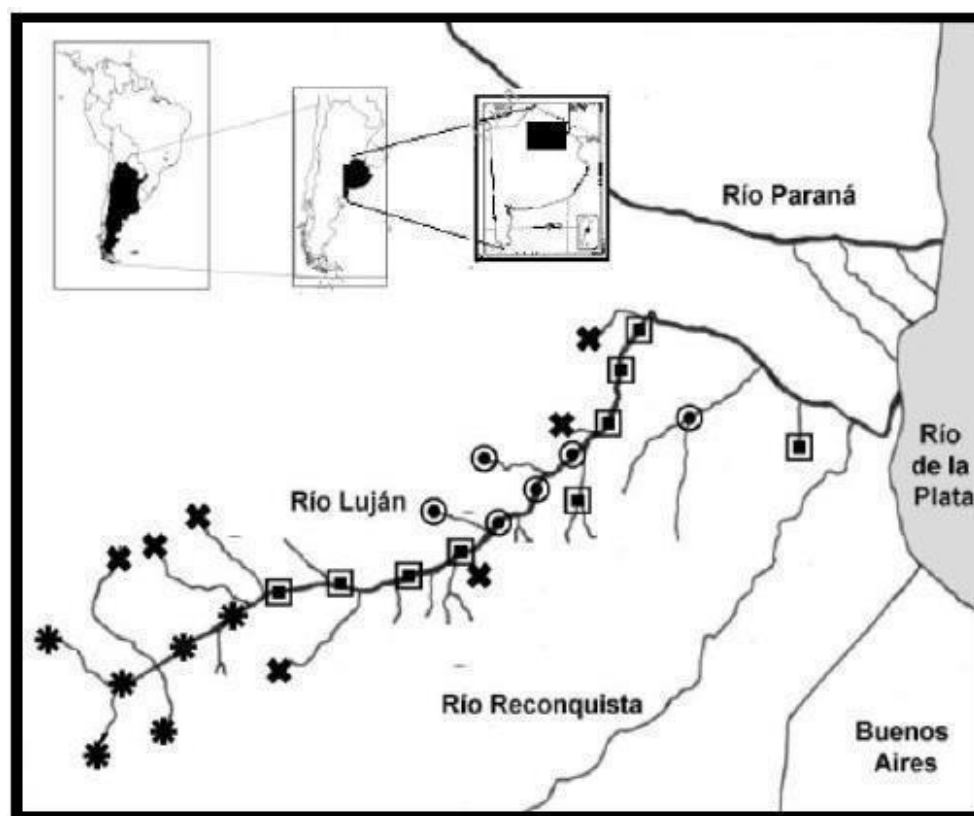 Río Paraná
Río Luján
Río
de la
Plata
Río Reconquista
Buenos
Aires